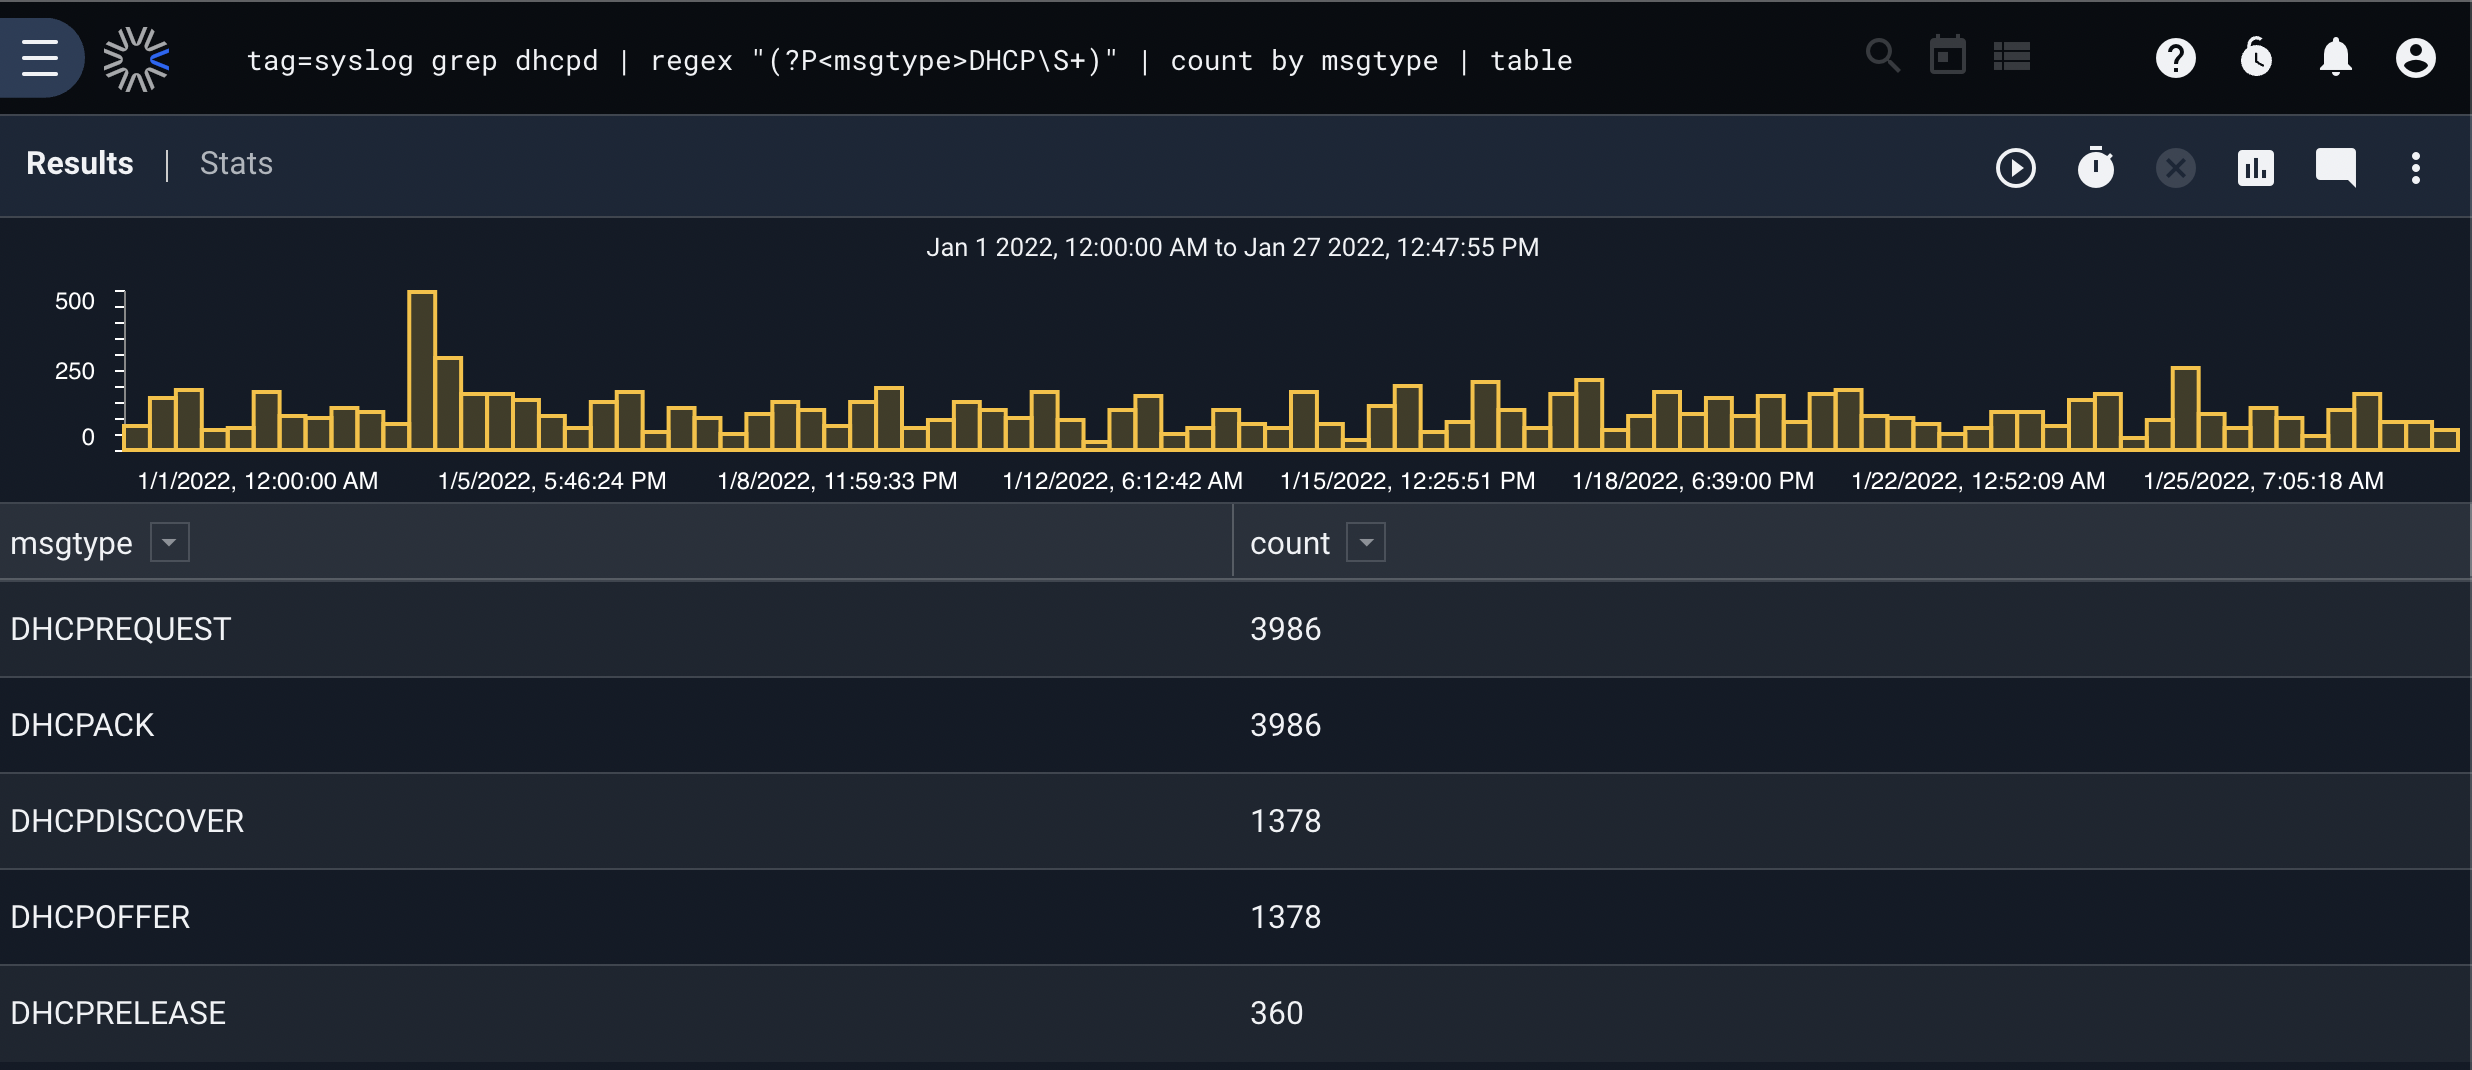 tag=syslog grep dhcpd | regex "(?P<msgtype>DHCP\S+)" | count by msgtype | table
Results | Stats
Jan 1 2022, 12:00:00 AM to Jan 27 2022, 12:47:55 PM
500
250
0
1/1/2022, 12:00:00 AM 1/5/2022, 5:46:24 PM 1/8/2022, 11:59:33 PM 1/12/2022, 6:12:42 AM 1/15/2022, 12:25:51 PM 1/18/2022, 6:39:00 PM 1/22/2022, 12:52:09 AM 1/25/2022, 7:05:18 AM
msgtype count
DHCPREQUEST 3986
DHCPACK 3986
DHCPDISCOVER 1378
DHCPOFFER 1378
DHCPRELEASE 360